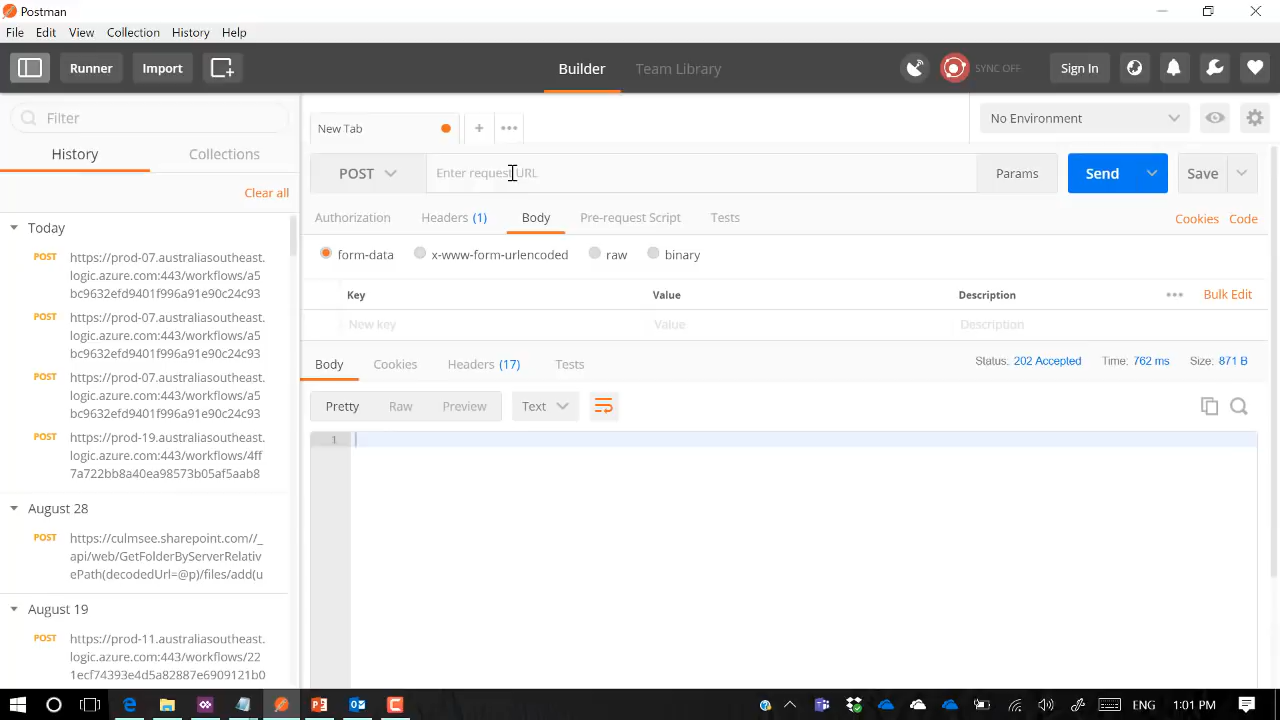 Postman
File Edit View Collection History Help
Runner Import Builder Team Library SYNC OFF Sign In
Filter
History Collections
Clear all
Today
POST https://prod-07.australiasoutheast.
logic.azure.com:443/workflows/a5
bc9632efd9401f996a91e90c24c93
POST https://prod-07.australiasoutheast.
logic.azure.com:443/workflows/a5
bc9632efd9401f996a91e90c24c93
POST https://prod-07.australiasoutheast.
logic.azure.com:443/workflows/a5
bc9632efd9401f996a91e90c24c93
POST https://prod-19.australiasoutheast.
logic.azure.com:443/workflows/4ff
7a722bb8a40ea98573b05af5aab8
August 28
POST https://culmsee.sharepoint.com//_
api/web/GetFolderByServerRelativ
ePath(decodedUrl=@p)/files/add(u
August 19
POST https://prod-11.australiasoutheast.
logic.azure.com:443/workflows/22
1ecf74393e4d5a82887e6909121b0
New Tab + ••• No Environment
POST Enter request URL Params Send Save
Authorization Headers (1) Body Pre-request Script Tests Cookies Code
form-data x-www-form-urlencoded raw binary
Key Value Description ••• Bulk Edit
New key Value Description
Body Cookies Headers (17) Tests Status: 202 Accepted Time: 762 ms Size: 871 B
Pretty Raw Preview Text
1
ENG 1:01 PM